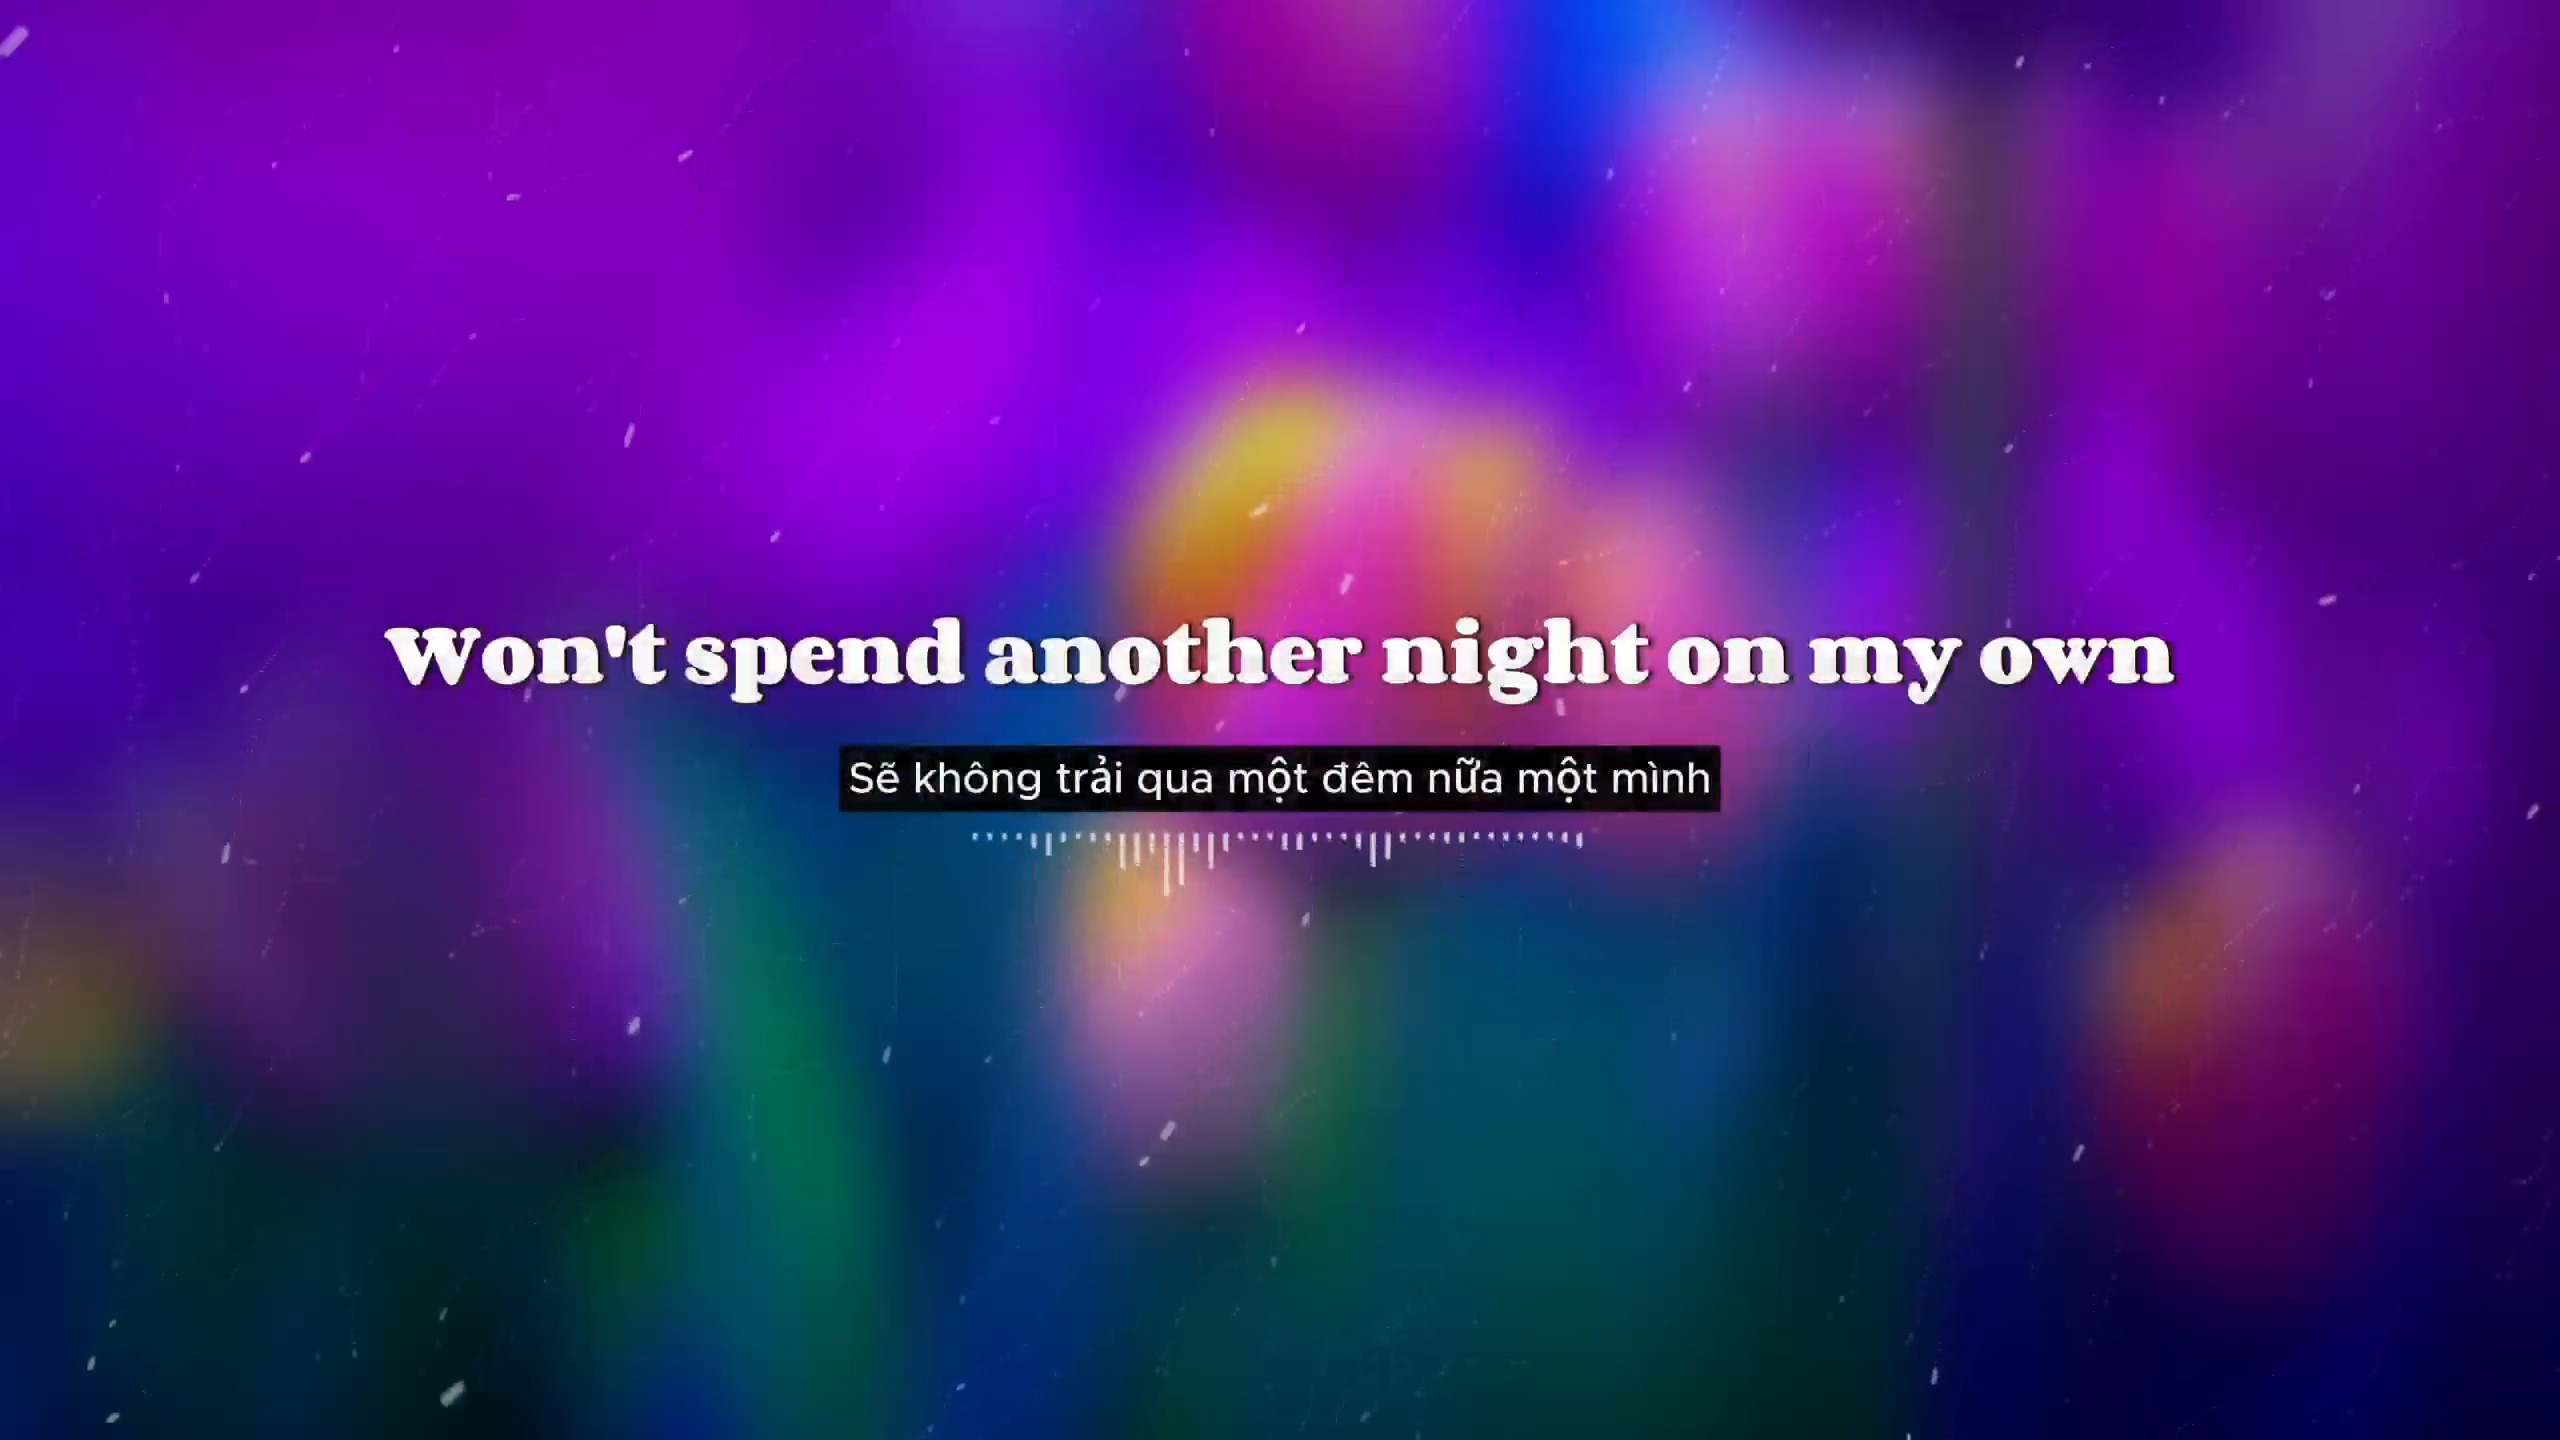 Won't spend another night on my own
Sẽ không trải qua một đêm nữa một mình